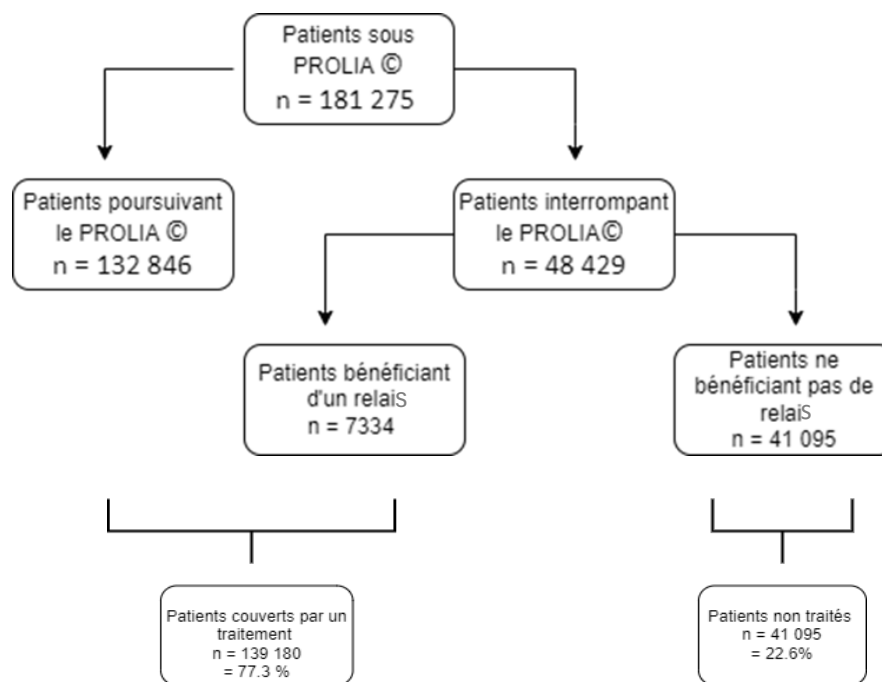 Patients sous
PROLIA ©
n = 181 275
Patients poursuivant
le PROLIA ©
n = 132 846
Patients interrompant
le PROLIA©
n = 48 429
Patients bénéficiant
d'un relais
n = 7334
Patients ne
bénéficiant pas de
relais
n = 41 095
Patients couverts par un
traitement
n = 139 180
= 77.3 %
Patients non traités
n = 41 095
= 22.6%